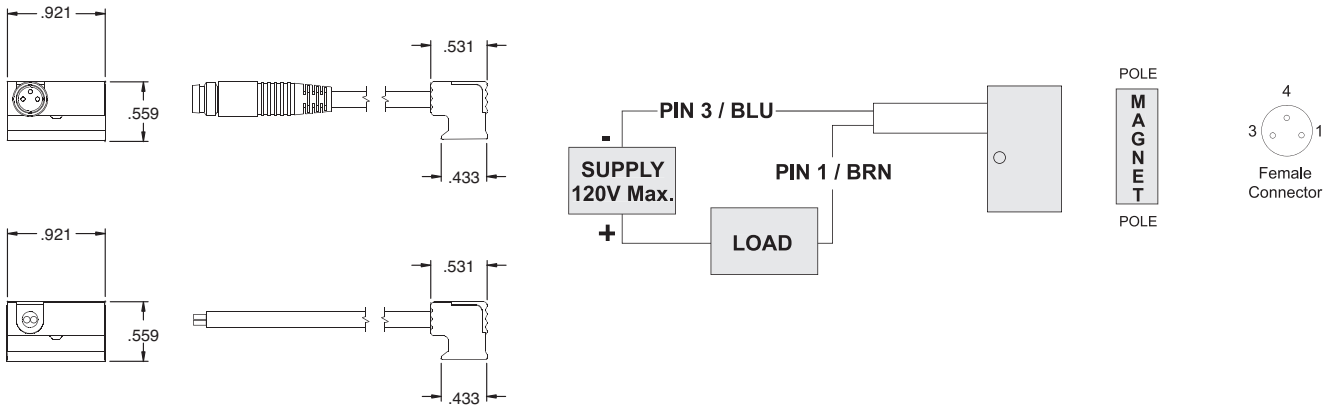 .921
.559
.531
.433
PIN 3 / BLU
-
SUPPLY
120V Max.
+
PIN 1 / BRN
LOAD
POLE
MAGNET
POLE
4
3
1
Female
Connector
.921
.559
.531
.433